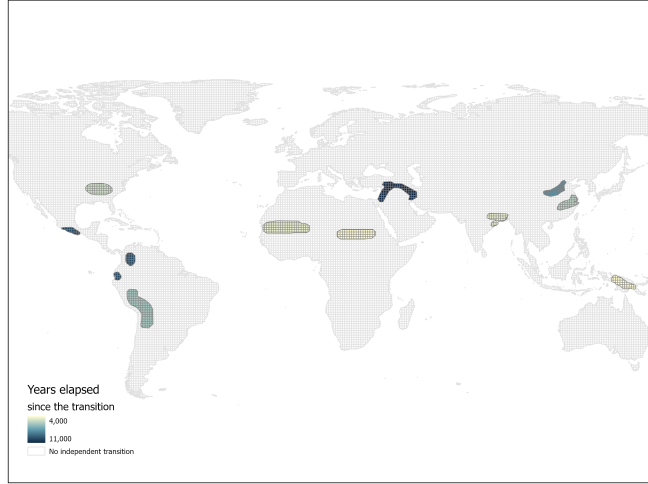 Years elapsed
since the transition
4,000
11,000
No independent transition